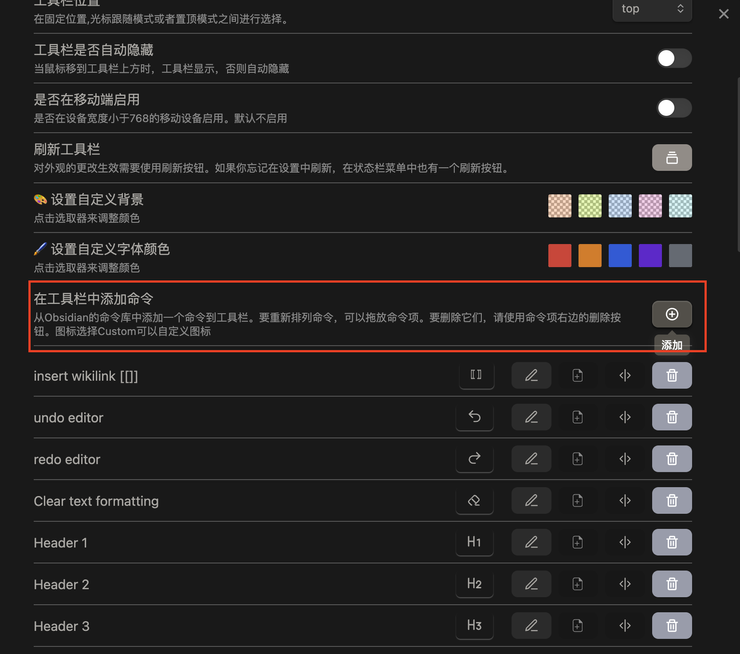 工具栏位置
top
在固定位置,光标跟随模式或者置顶模式之间进行选择。
工具栏是否自动隐藏
当鼠标移到工具栏上方时，工具栏显示，否则自动隐藏
是否在移动端启用
是否在设备宽度小于768的移动设备启用。默认不启用
刷新工具栏
对外观的更改生效需要使用刷新按钮。如果你忘记在设置中刷新，在状态栏菜单中也有一个刷新按钮。
🎨 设置自定义背景
点击选取器来调整颜色
🖌️ 设置自定义字体颜色
点击选取器来调整颜色
在工具栏中添加命令
从Obsidian的命令库中添加一个命令到工具栏。要重新排列命令，可以拖放命令项。要删除它们，请使用命令项右边的删除按
钮。图标选择Custom可以自定义图标
添加
insert wikilink [[]]
undo editor
redo editor
Clear text formatting
Header 1
H1
Header 2
H2
Header 3
H3